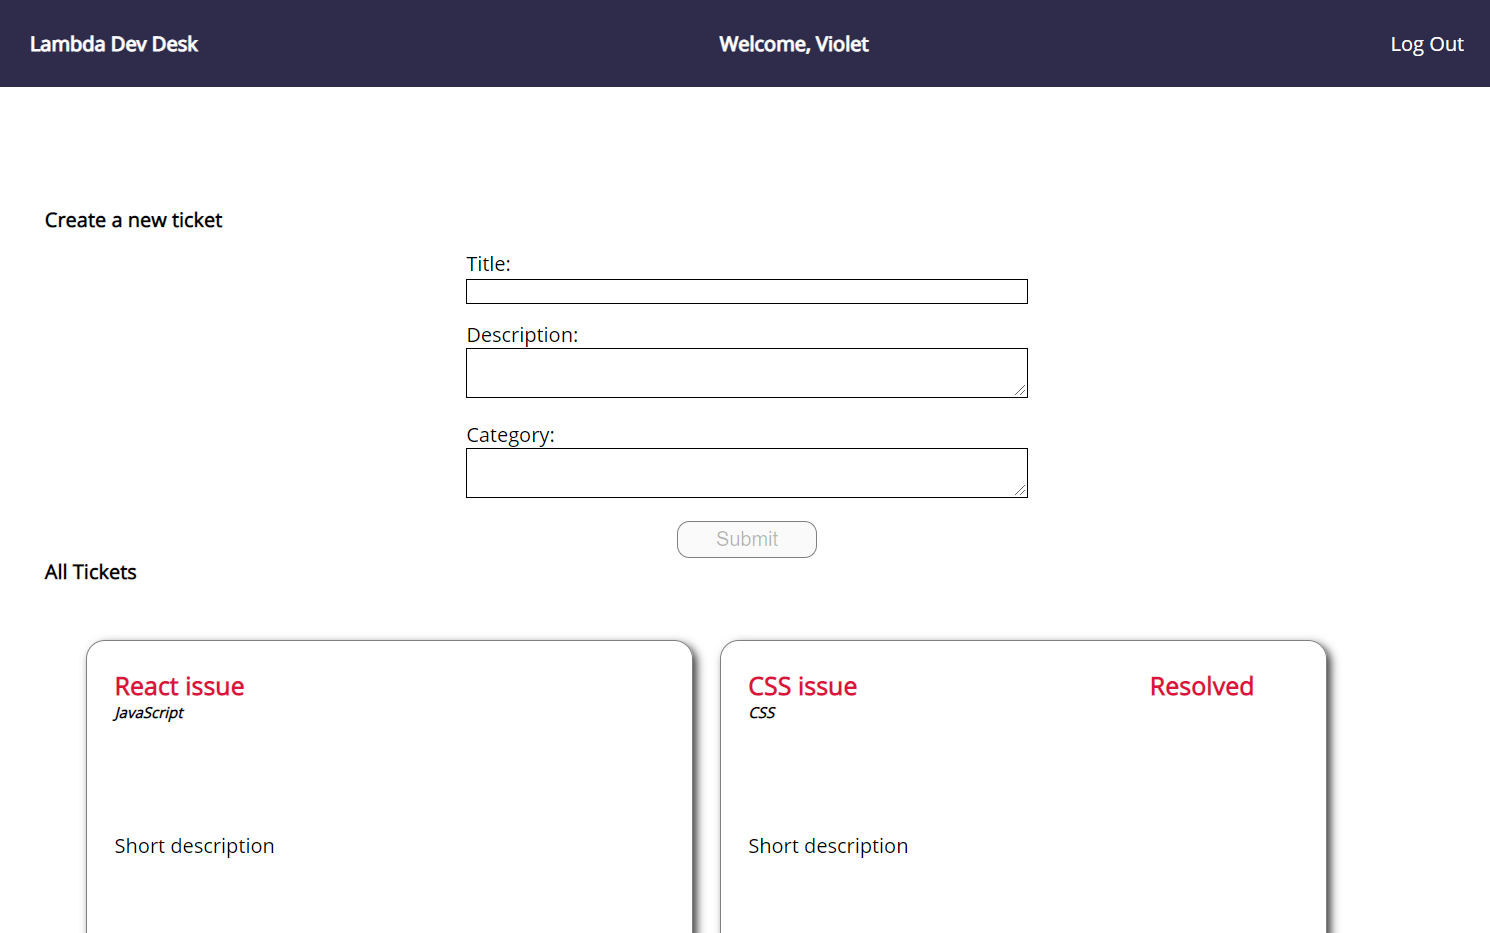 Lambda Dev Desk
Welcome, Violet
Log Out
Create a new ticket
Title:
Description:
Category:
Submit
All Tickets
React issue
JavaScript
Short description
CSS issue
Resolved
CSS
Short description